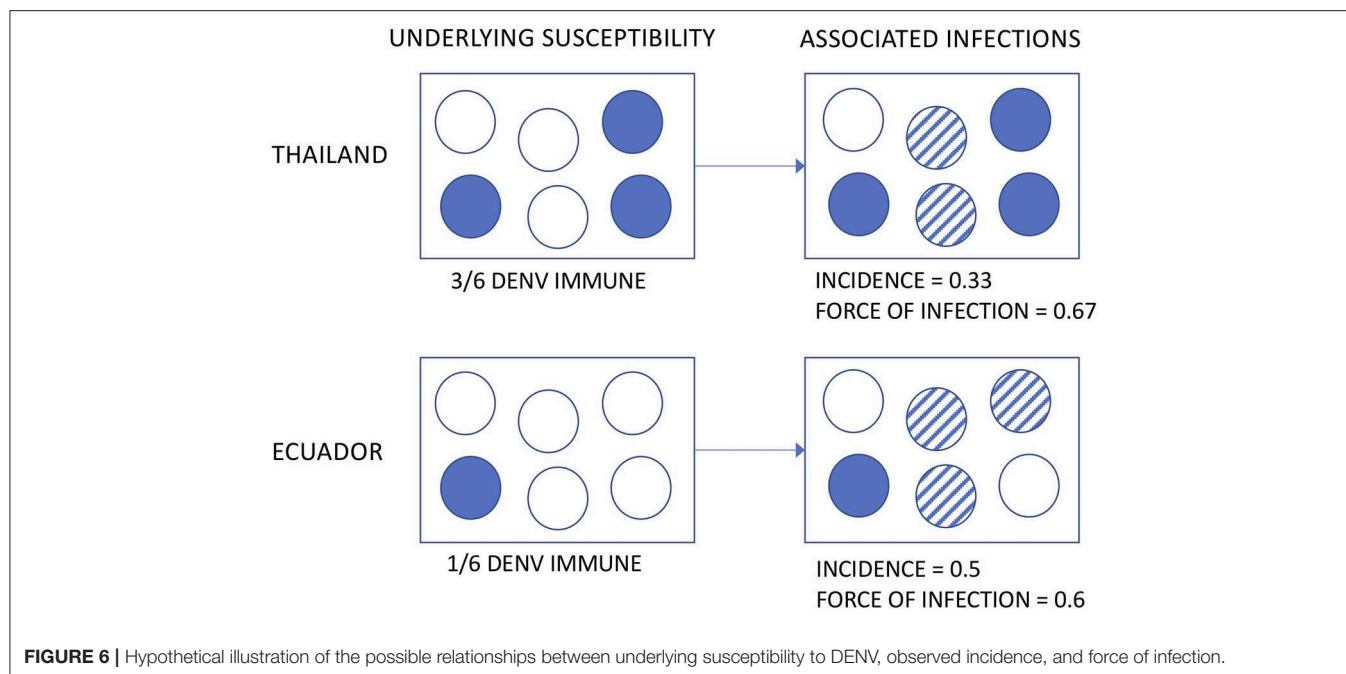 UNDERLYING SUSCEPTIBILITY
ASSOCIATED INFECTIONS
THAILAND
3/6 DENV IMMUNE
INCIDENCE = 0.33
FORCE OF INFECTION = 0.67
ECUADOR
1/6 DENV IMMUNE
INCIDENCE = 0.5
FORCE OF INFECTION = 0.6
FIGURE 6 | Hypothetical illustration of the possible relationships between underlying susceptibility to DENV, observed incidence, and force of infection.